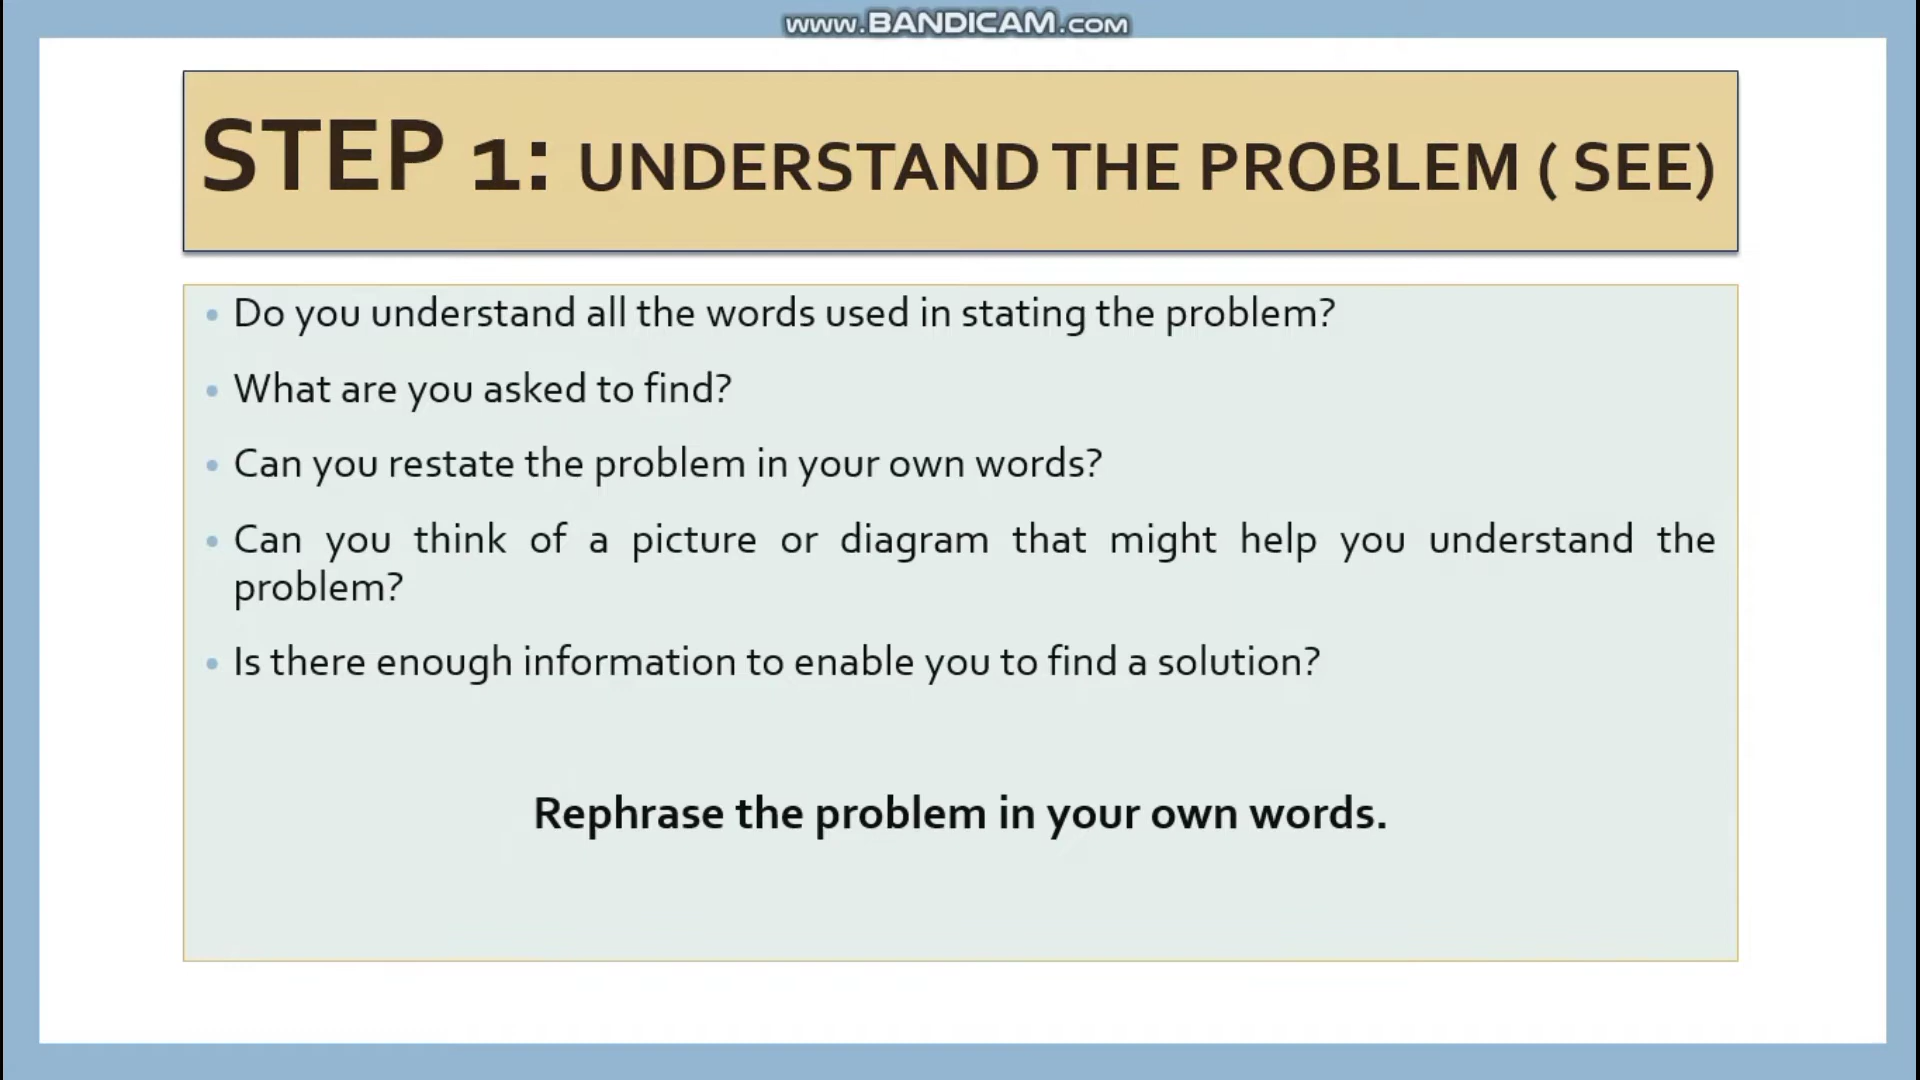 www.BANDICAM.com
STEP 1: UNDERSTAND THE PROBLEM ( SEE)
• Do you understand all the words used in stating the problem?
• What are you asked to find?
• Can you restate the problem in your own words?
• Can you think of a picture or diagram that might help you understand the
problem?
• Is there enough information to enable you to find a solution?
Rephrase the problem in your own words.